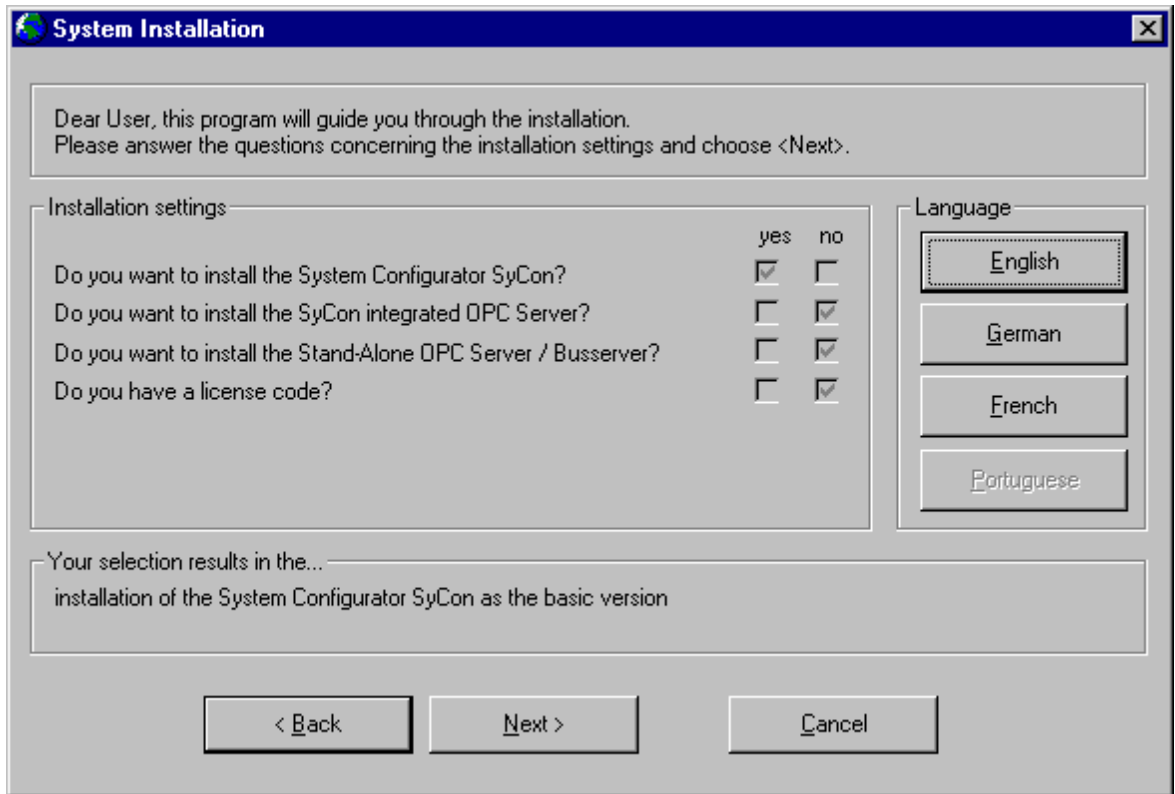 System Installation
Dear User, this program will guide you through the installation.
Please answer the questions concerning the installation settings and choose <Next>.
Installation settings
yes no
Do you want to install the System Configurator SyCon?
Do you want to install the SyCon integrated OPC Server?
Do you want to install the Stand-Alone OPC Server / Busserver?
Do you have a license code?
Language
English
German
French
Portuguese
Your selection results in the...
installation of the System Configurator SyCon as the basic version
< Back
Next >
Cancel